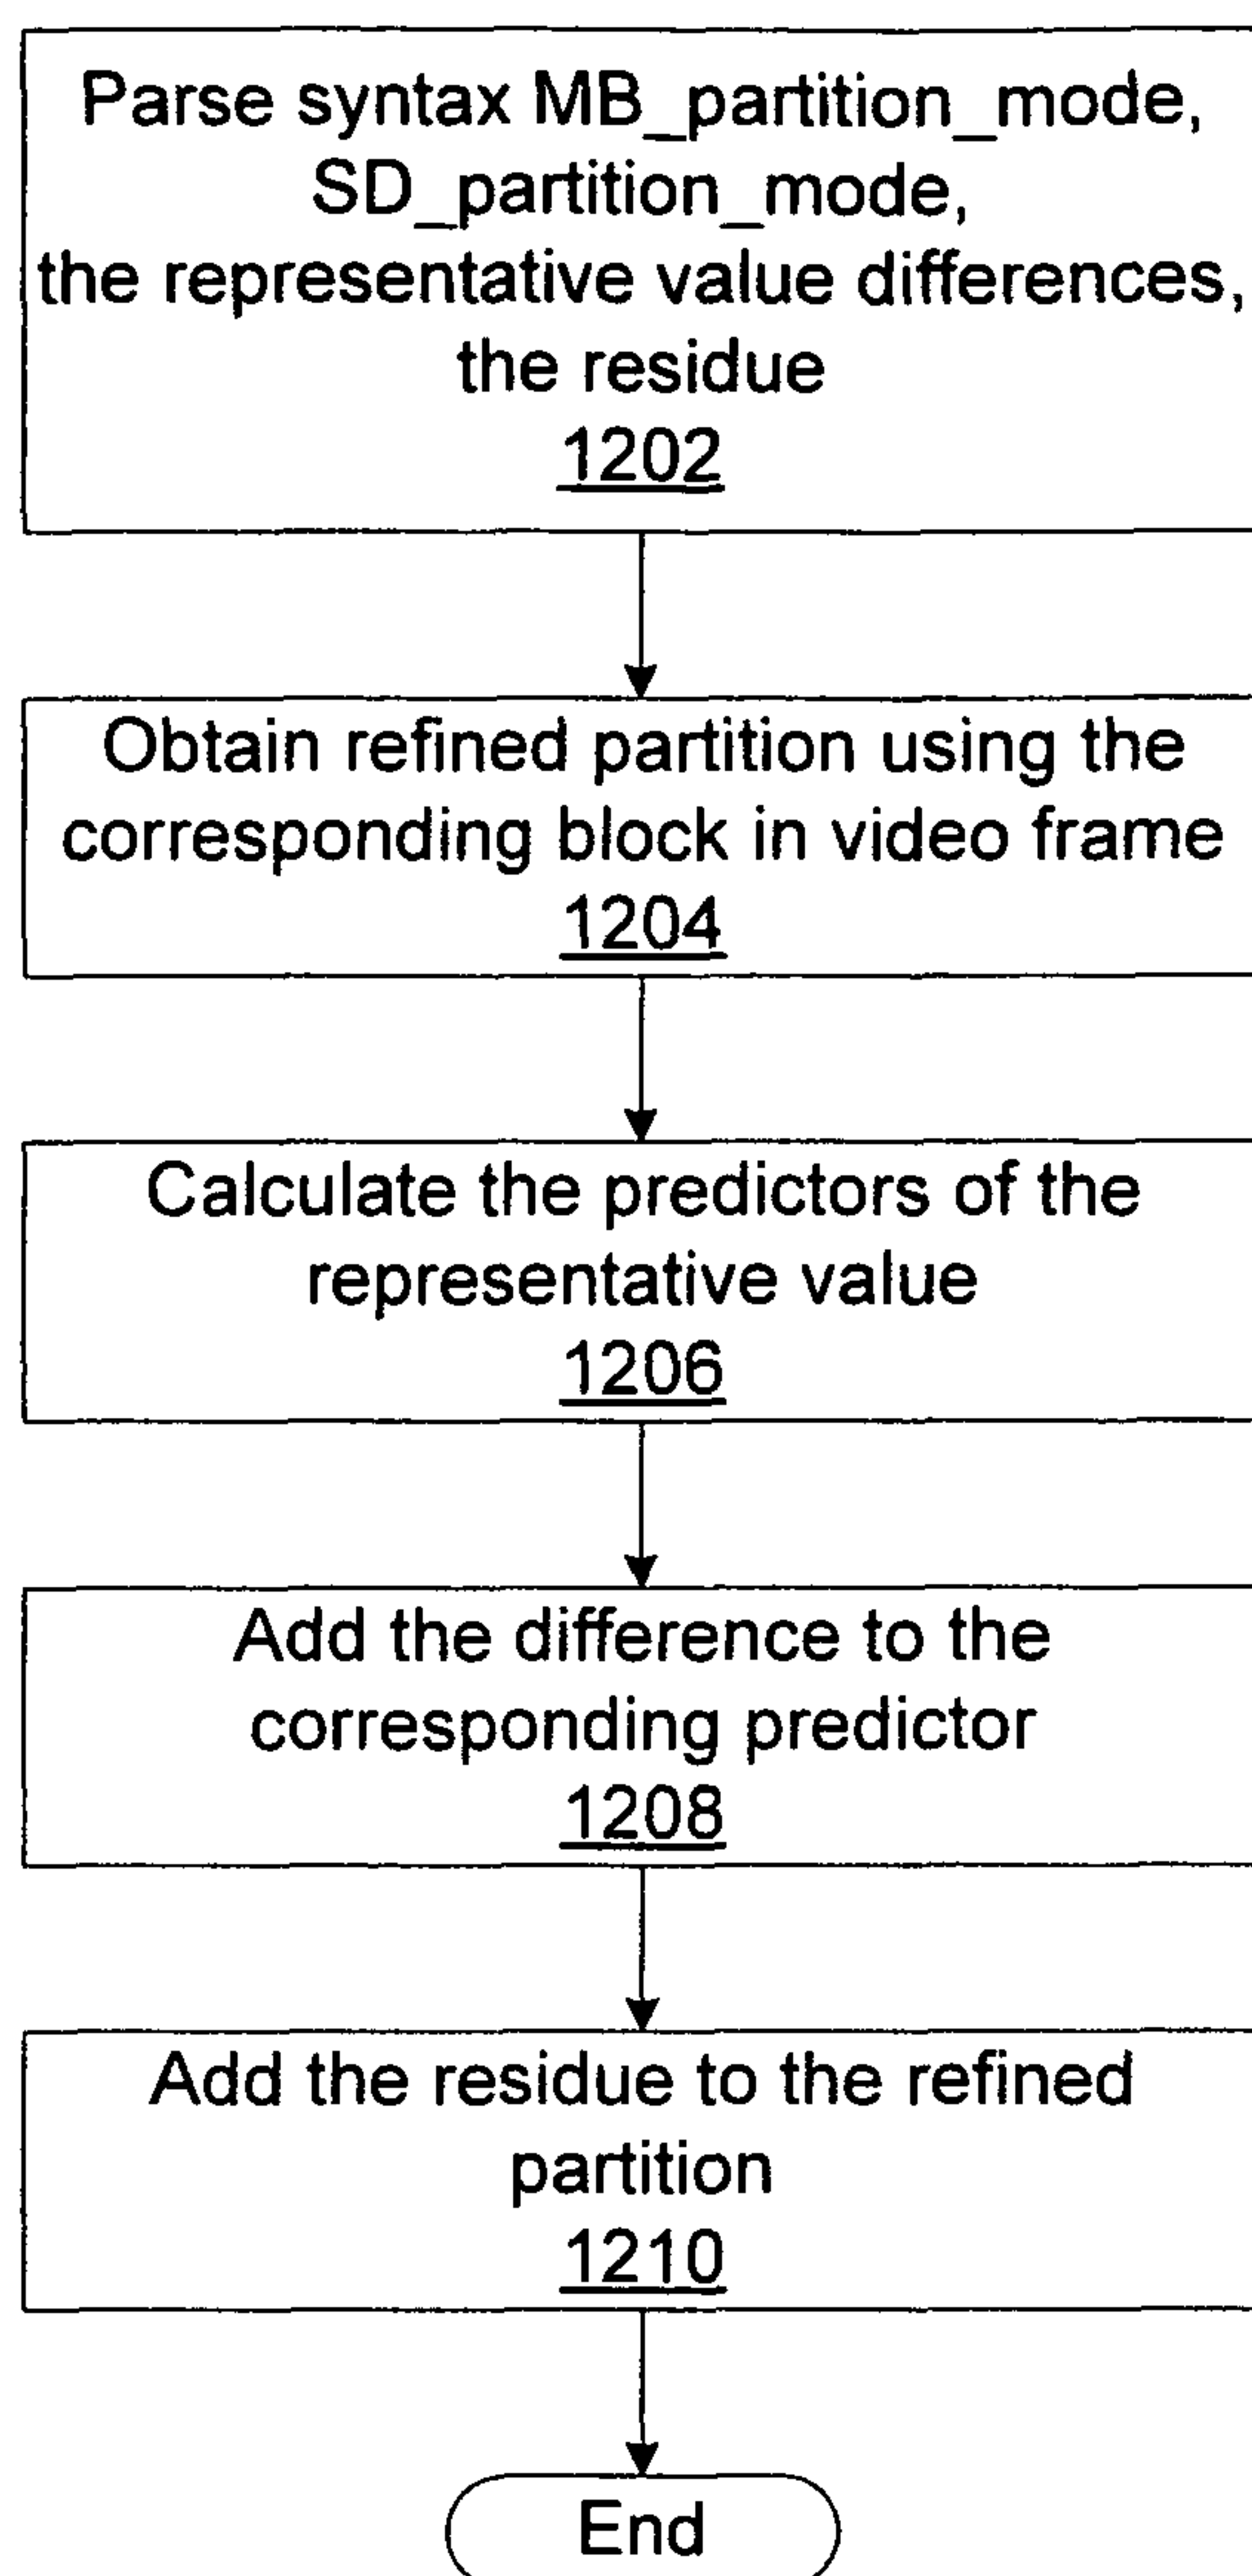 Parse syntax MB_partition_mode,
SD_partition_mode,
the representative value differences,
the residue
1202
Obtain refined partition using the
corresponding block in video frame
1204
Calculate the predictors of the
representative value
1206
Add the difference to the
corresponding predictor
1208
Add the residue to the refined
partition
1210
End